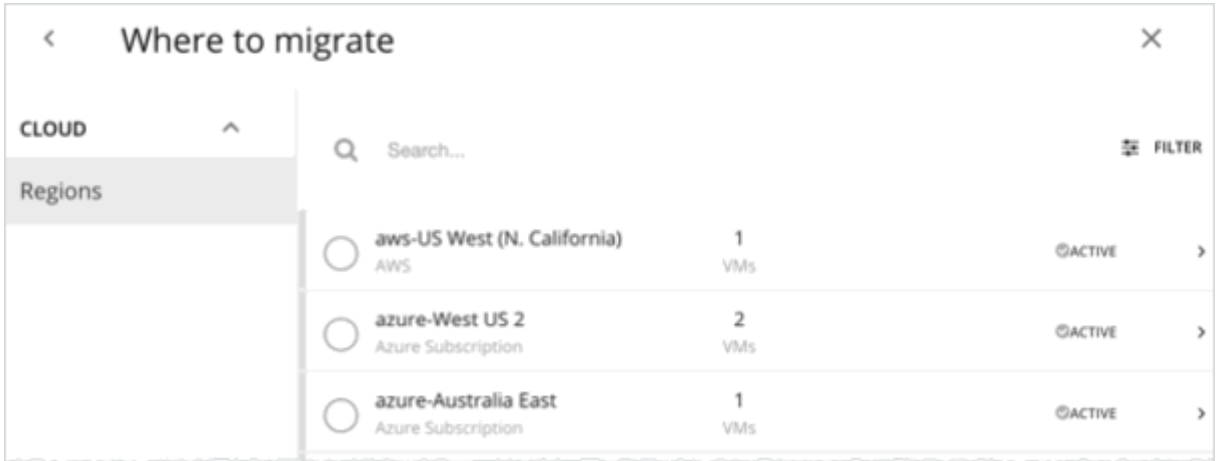 Where to migrate
CLOUD
Regions
Search...
FILTER
aws-US West (N. California) 1 ACTIVE
AWS VMs
azure-West US 2 2 ACTIVE
Azure Subscription VMs
azure-Australia East 1 ACTIVE
Azure Subscription VMs